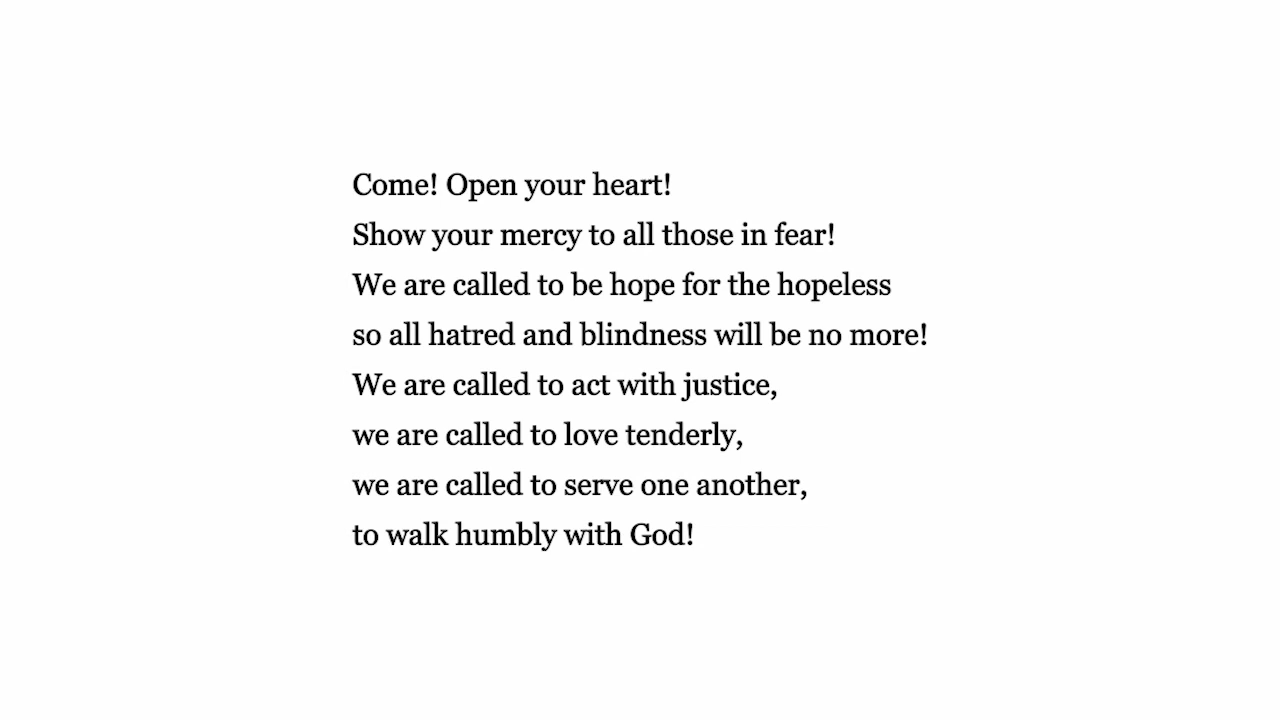 Come! Open your heart!
Show your mercy to all those in fear!
We are called to be hope for the hopeless
so all hatred and blindness will be no more!
We are called to act with justice,
we are called to love tenderly,
we are called to serve one another,
to walk humbly with God!